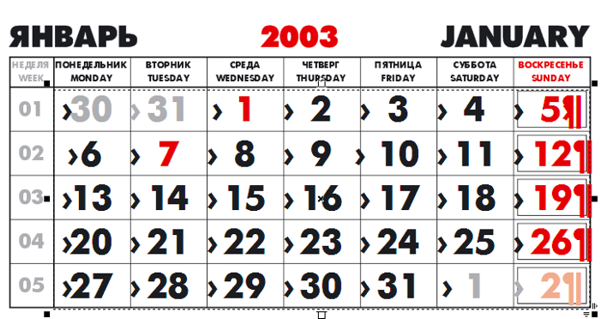 ЯНВАРЬ 2003 JANUARY
НЕДЕЛЯ ПОНЕДЕЛЬНИК ВТОРНИК СРЕДА ЧЕТВЕРГ ПЯТНИЦА СУББОТА ВОСКРЕСЕНЬЕ
WEEK MONDAY TUESDAY WEDNESDAY THURSDAY FRIDAY SATURDAY SUNDAY
01 ›30 ›31 ›1 ›2 ›3 ›4 ›5¶
02 ›6 ›7 ›8 ›9 ›10 ›11 ›12¶
03 ›13 ›14 ›15 ›16 ›17 ›18 ›19¶
04 ›20 ›21 ›22 ›23 ›24 ›25 ›26¶
05 ›27 ›28 ›29 ›30 ›31 ›1 ›2¶